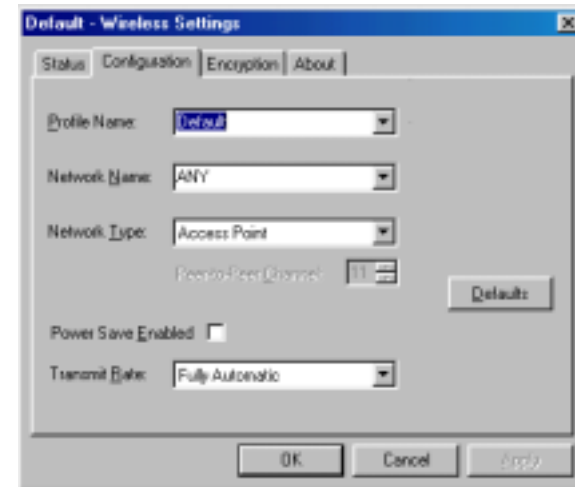 Default - Wireless Settings
Status Configuration Encryption About
Profile Name: Default
Network Name: ANY
Network Type: Access Point
Peer-to-Peer Channel: 11
Defaults
Power Save Enabled
Transmit Rate: Fully Automatic
OK Cancel Apply